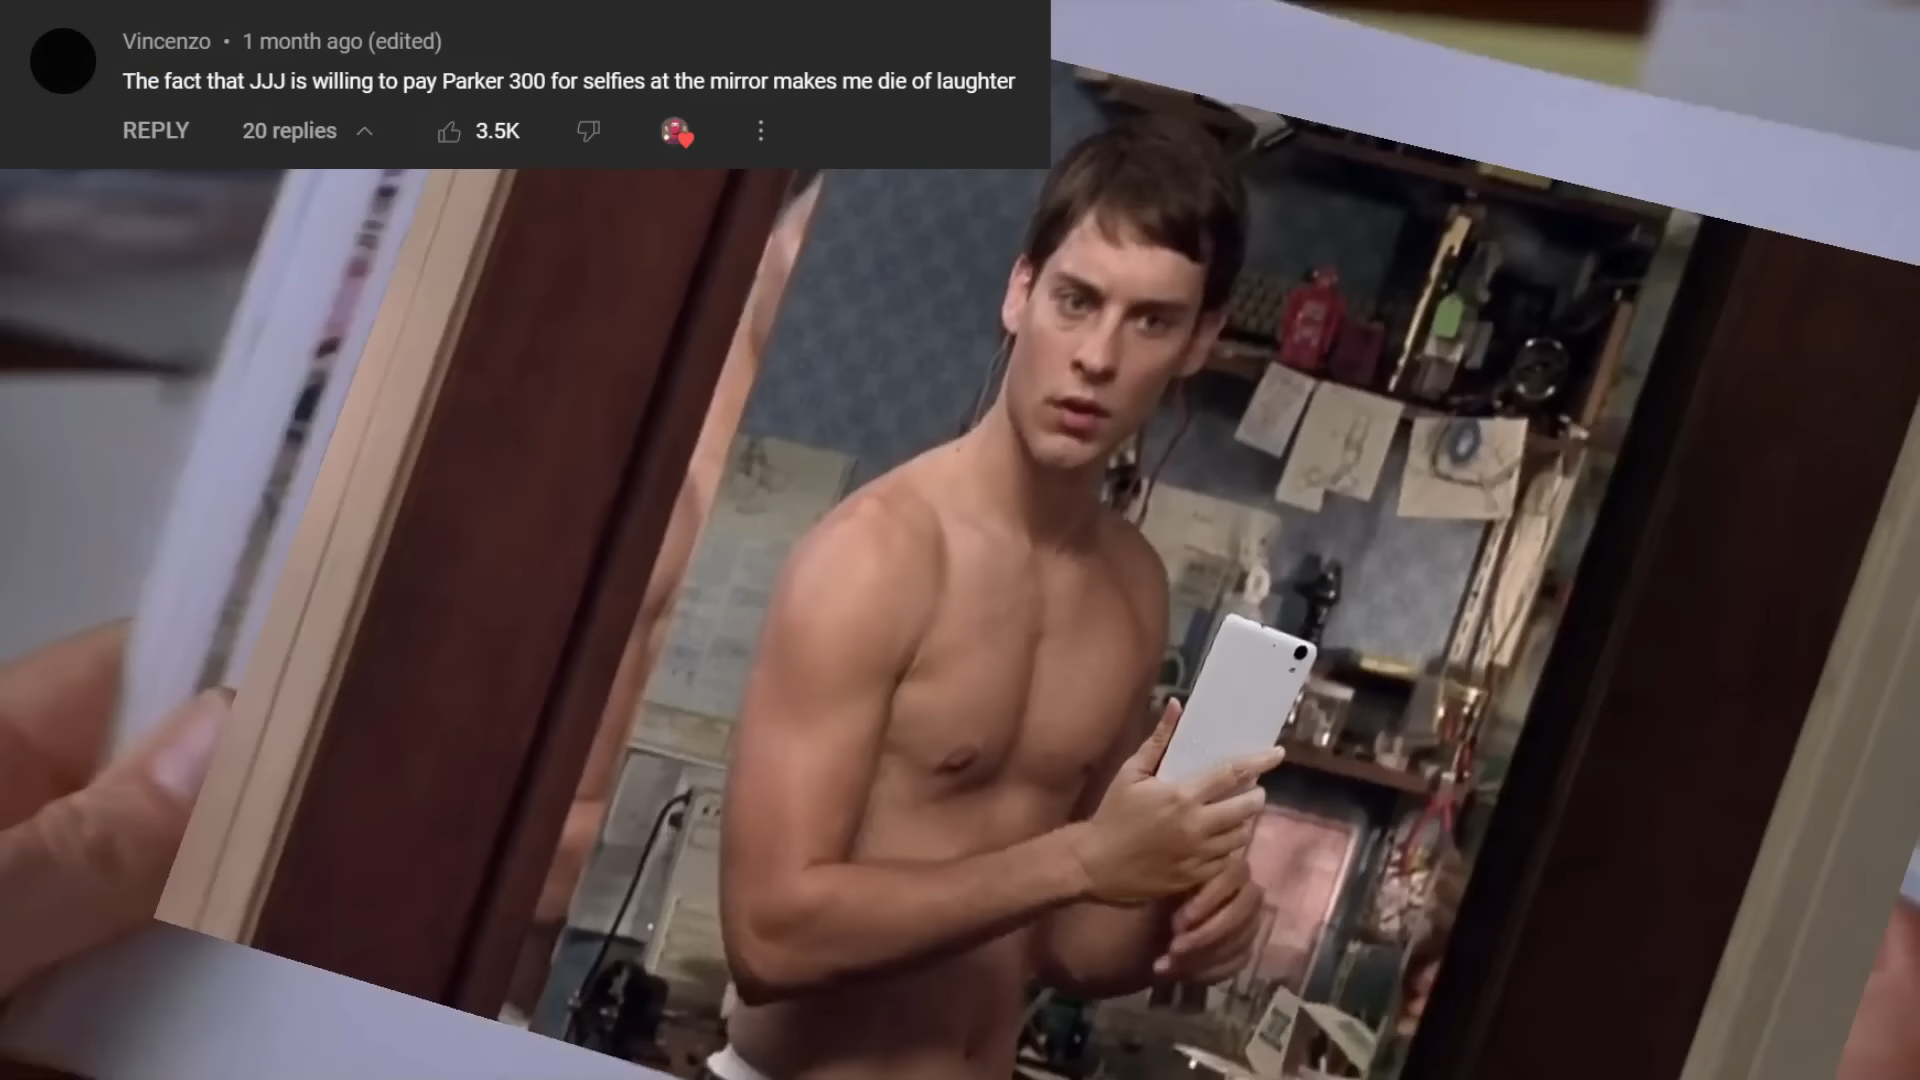 Vincenzo • 1 month ago (edited)
The fact that JJJ is willing to pay Parker 300 for selfies at the mirror makes me die of laughter
REPLY 20 replies 3.5K